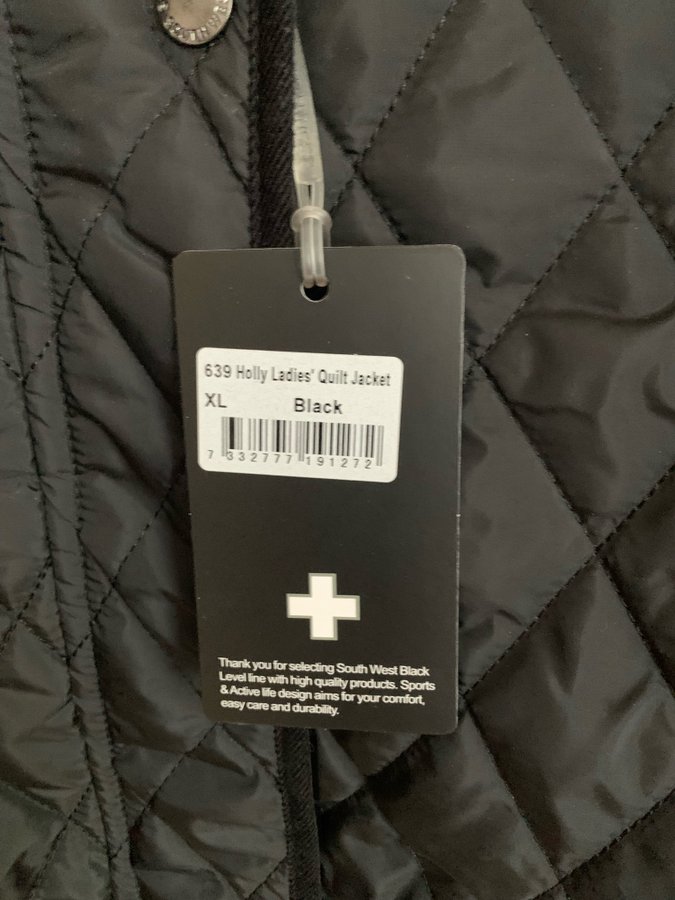 639 Holly Ladies' Quilt Jacket
XL Black
7 332777 191272
Thank you for selecting South West Black
Level line with high quality products. Sports
& Active life design aims for your comfort,
easy care and durability.